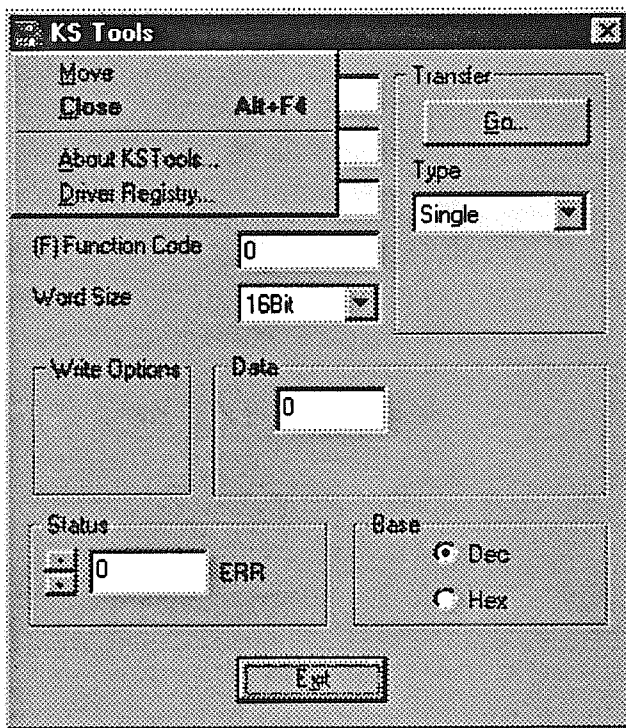 KS Tools
Move
Close Alt+F4
About KSTools...
Driver Registry...
Transfer
Go...
Type
Single
(F) Function Code 0
Word Size 16Bit
Write Options
Data
0
Status
0 ERR
Base
Dec
Hex
Exit